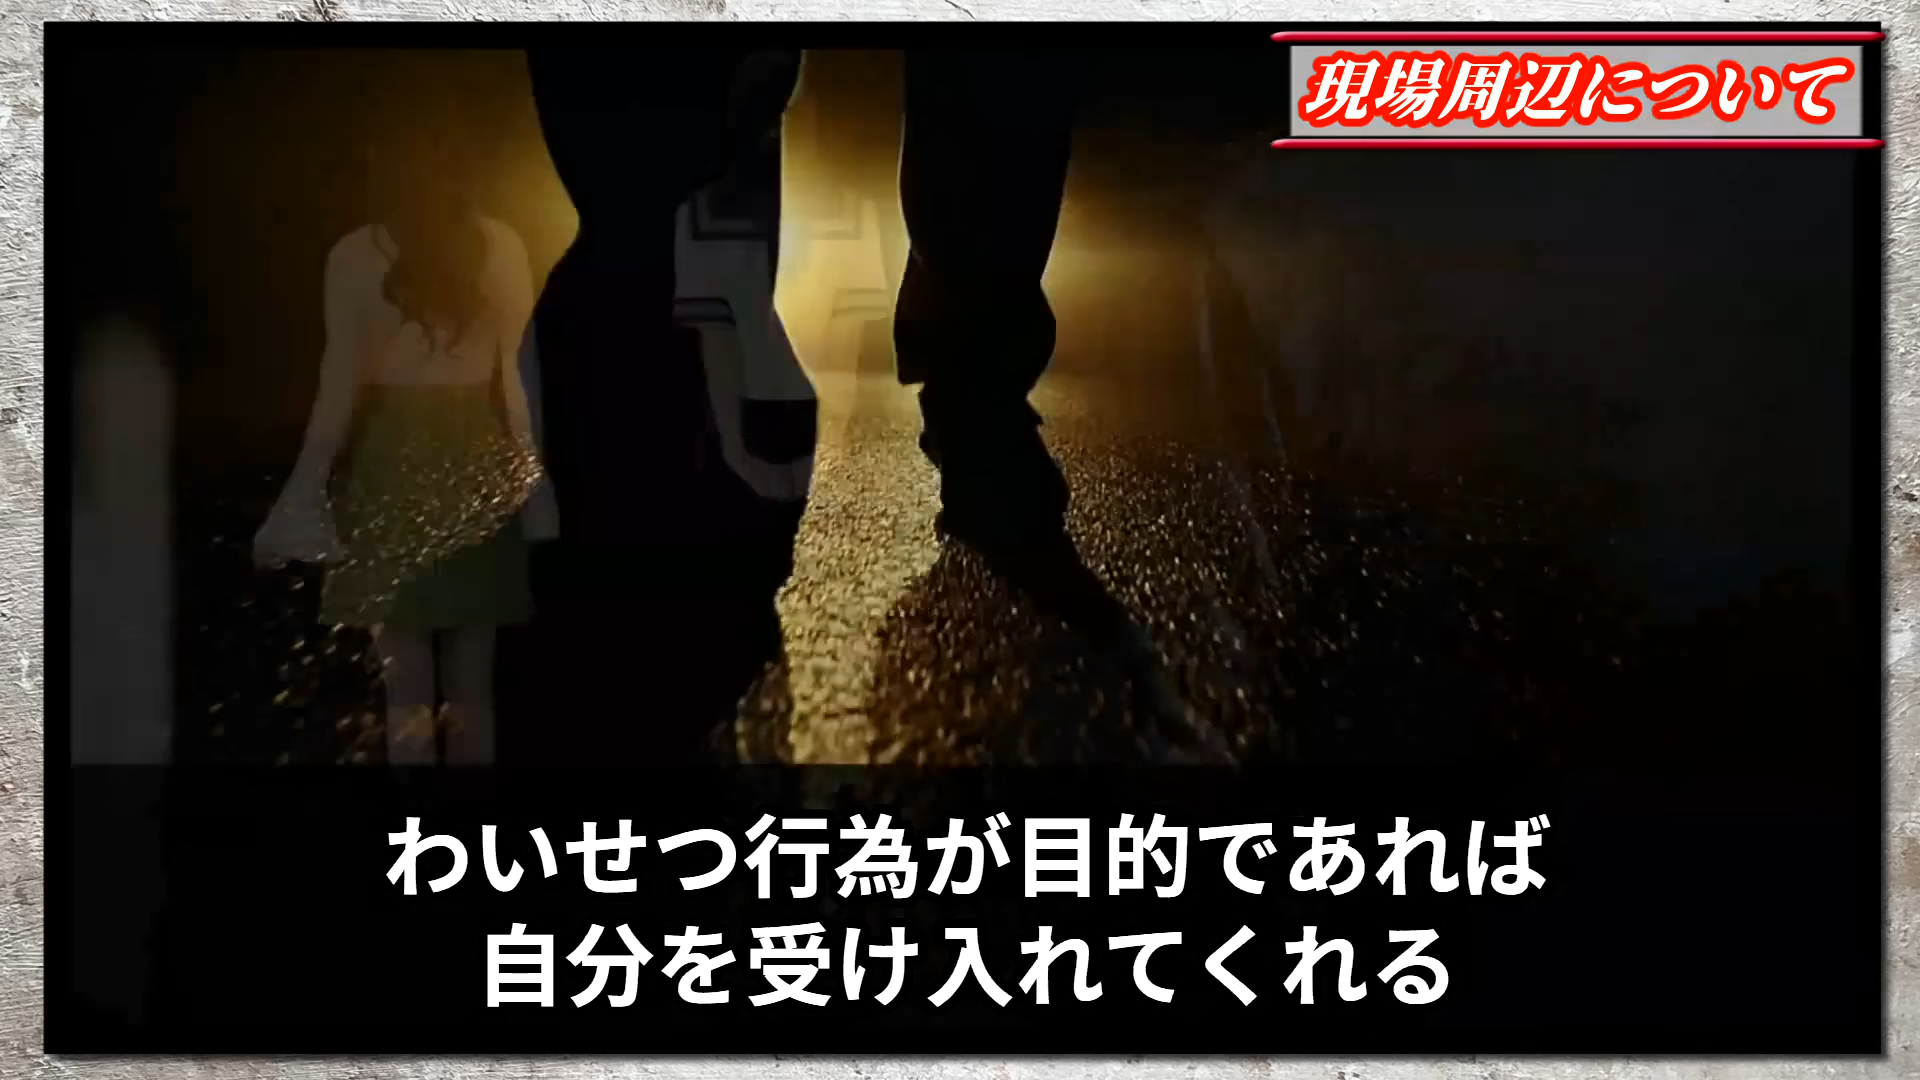 現場周辺について
わいせつ行為が目的であれば
自分を受け入れてくれる